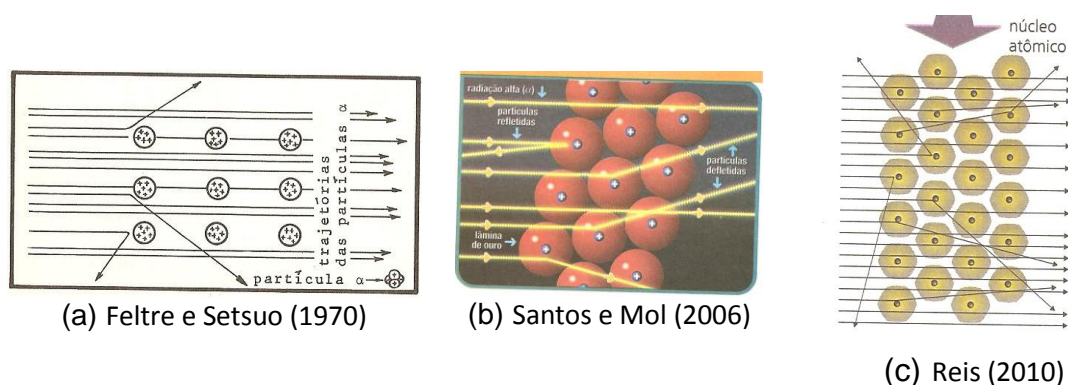 trajetórias
das partículas α
partícula α
(a) Feltre e Setsuo (1970)
radiação alfa (α)
partículas
refletidas
partículas
defletidas
lâmina
de ouro
(b) Santos e Mol (2006)
núcleo
atômico
(c) Reis (2010)